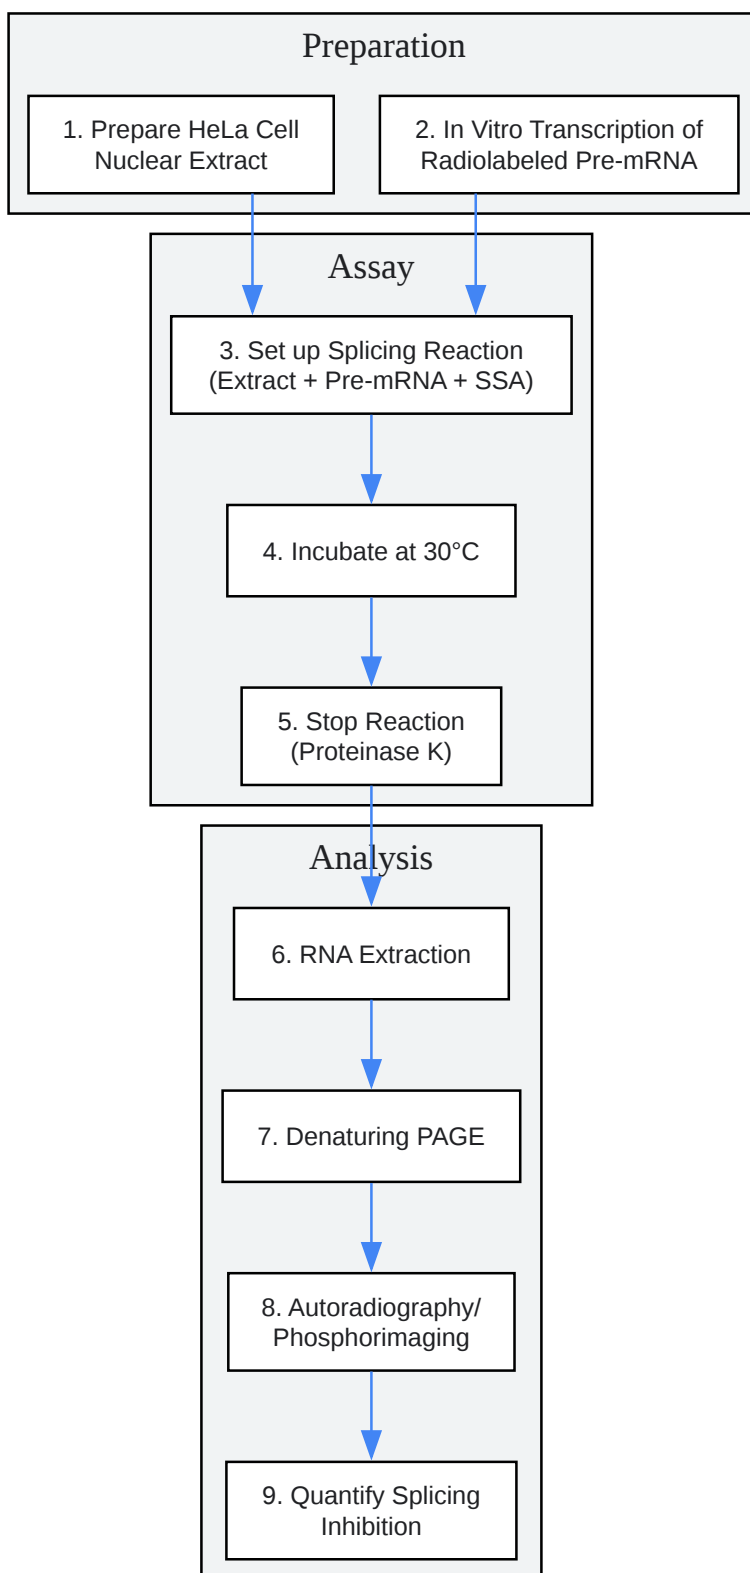 Preparation
1. Prepare HeLa Cell
Nuclear Extract
2. In Vitro Transcription of
Radiolabeled Pre-mRNA
Assay
3. Set up Splicing Reaction
(Extract + Pre-mRNA + SSA)
4. Incubate at 30°C
5. Stop Reaction
(Proteinase K)
Analysis
6. RNA Extraction
7. Denaturing PAGE
8. Autoradiography/
Phosphorimaging
9. Quantify Splicing
Inhibition